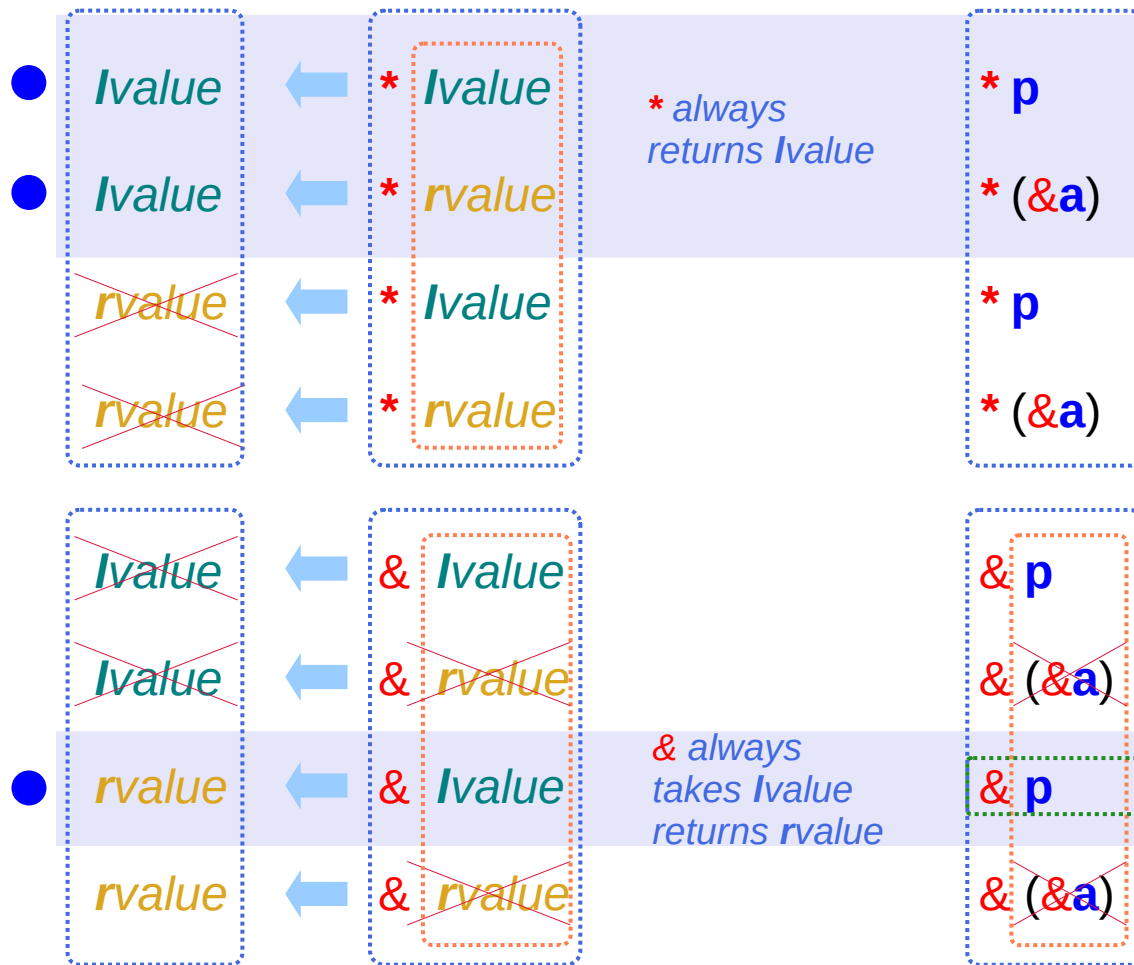 lvalue * lvalue * p
* always
returns lvalue
lvalue * rvalue * (&a)
rvalue * lvalue * p
rvalue * rvalue * (&a)
lvalue & lvalue & p
lvalue & rvalue & (&a)
& always
takes lvalue
returns rvalue
rvalue & lvalue & p
rvalue & rvalue & (&a)